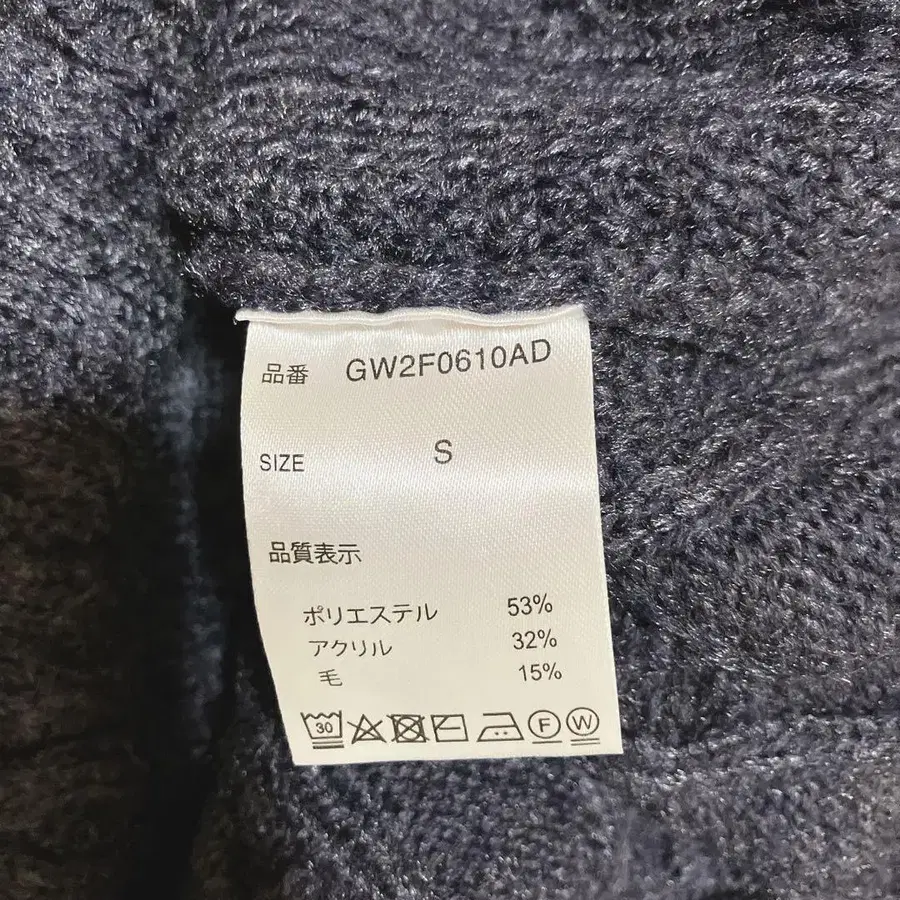 品番 GW2F0610AD
SIZE S
品質表示
ポリエステル 53%
アクリル 32%
毛 15%
30 F W